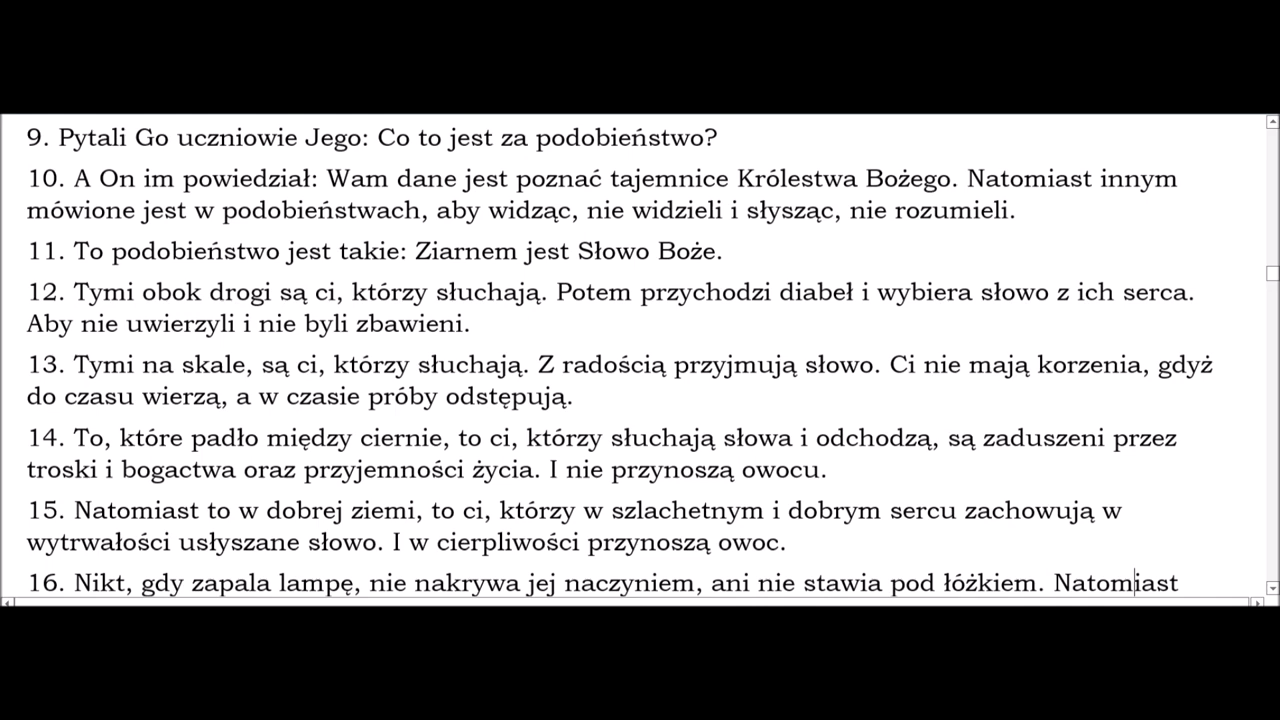 9. Pytali Go uczniowie Jego: Co to jest za podobieństwo?
10. A On im powiedział: Wam dane jest poznać tajemnice Królestwa Bożego. Natomiast innym
mówione jest w podobieństwach, aby widząc, nie widzieli i słysząc, nie rozumieli.
11. To podobieństwo jest takie: Ziarnem jest Słowo Boże.
12. Tymi obok drogi są ci, którzy słuchają. Potem przychodzi diabeł i wybiera słowo z ich serca.
Aby nie uwierzyli i nie byli zbawieni.
13. Tymi na skale, są ci, którzy słuchają. Z radością przyjmują słowo. Ci nie mają korzenia, gdyż
do czasu wierzą, a w czasie próby odstępują.
14. To, które padło między ciernie, to ci, którzy słuchają słowa i odchodzą, są zaduszeni przez
troski i bogactwa oraz przyjemności życia. I nie przynoszą owocu.
15. Natomiast to w dobrej ziemi, to ci, którzy w szlachetnym i dobrym sercu zachowują w
wytrwałości usłyszane słowo. I w cierpliwości przynoszą owoc.
16. Nikt, gdy zapala lampę, nie nakrywa jej naczyniem, ani nie stawia pod łóżkiem. Natomiast